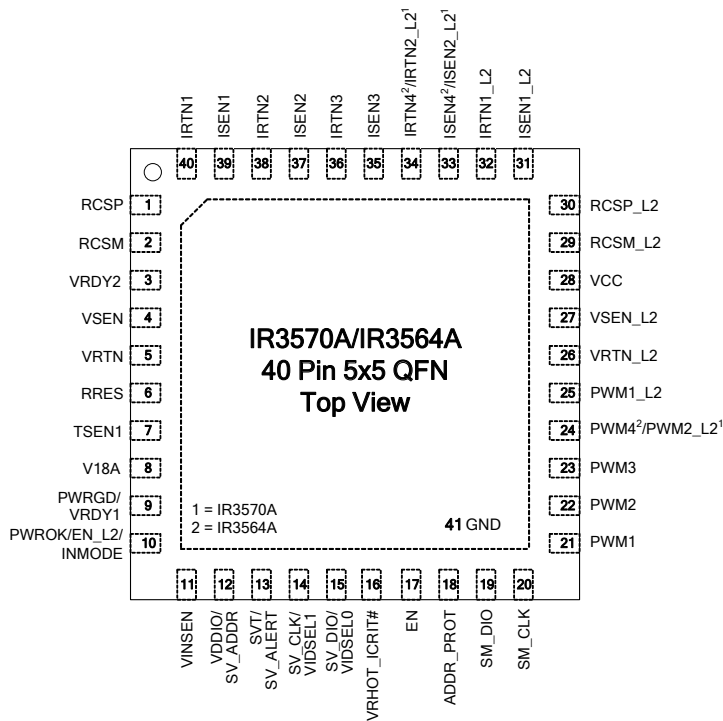 IRTN1
ISEN1
IRTN2
ISEN2
IRTN3
ISEN3
IRTN4²/IRTN2_L2¹
ISEN4²/ISEN2_L2¹
IRTN1_L2
ISEN1_L2
40 39 38 37 36 35 34 33 32 31
RCSP 1
RCSM 2
VRDY2 3
VSEN 4
VRTN 5
RRES 6
TSEN1 7
V18A 8
PWRGD/
VRDY1 9
PWROK/EN_L2/
INMODE 10
IR3570A/IR3564A
40 Pin 5x5 QFN
Top View
1 = IR3570A
2 = IR3564A
41 GND
30 RCSP_L2
29 RCSM_L2
28 VCC
27 VSEN_L2
26 VRTN_L2
25 PWM1_L2
24 PWM4²/PWM2_L2¹
23 PWM3
22 PWM2
21 PWM1
11 12 13 14 15 16 17 18 19 20
VINSEN
VDDIO/
SV_ADDR
SVT/
SV_ALERT
SV_CLK/
VIDSEL1
SV_DIO/
VIDSEL0
VRHOT_ICRIT#
EN
ADDR_PROT
SM_DIO
SM_CLK